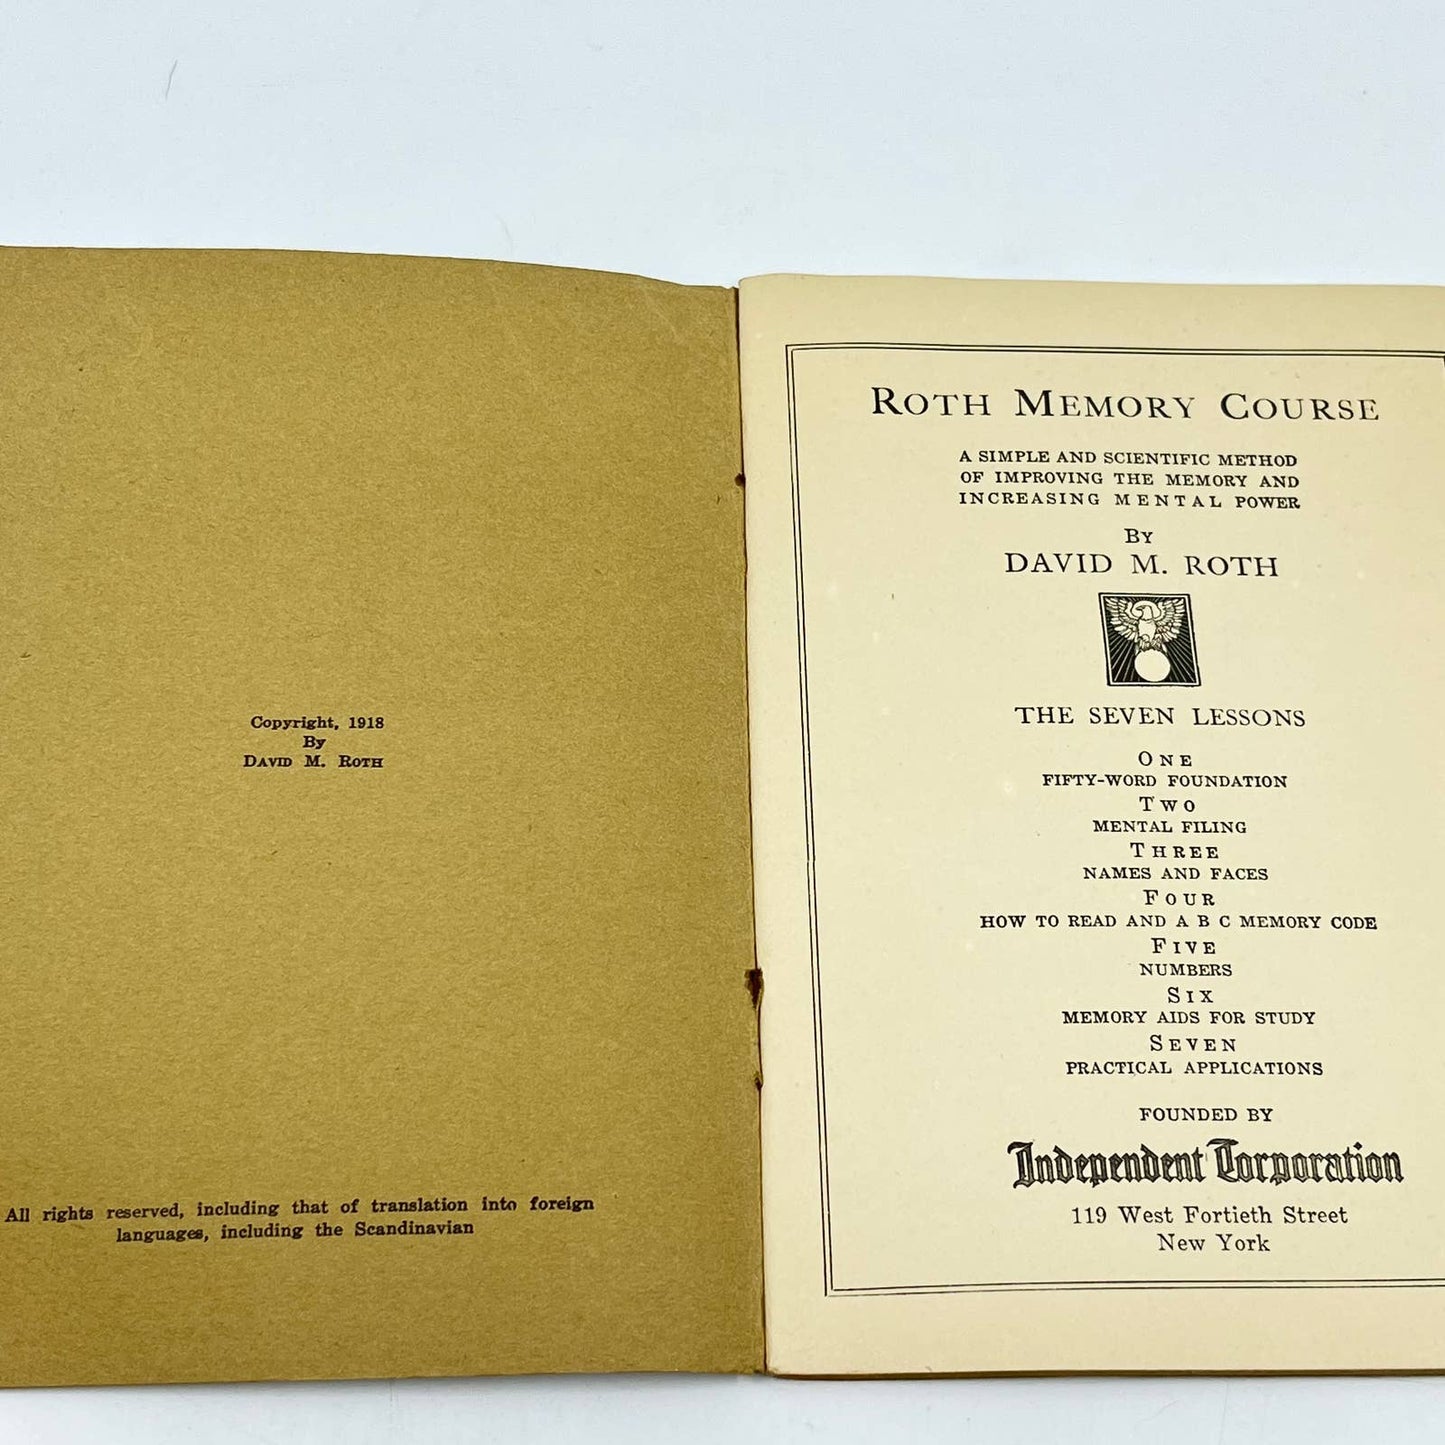 Copyright, 1918
By
DAVID M. ROTH
All rights reserved, including that of translation into foreign
languages, including the Scandinavian
ROTH MEMORY COURSE
A SIMPLE AND SCIENTIFIC METHOD
OF IMPROVING THE MEMORY AND
INCREASING MENTAL POWER
BY
DAVID M. ROTH
THE SEVEN LESSONS
ONE
FIFTY-WORD FOUNDATION
TWO
MENTAL FILING
THREE
NAMES AND FACES
FOUR
HOW TO READ AND A B C MEMORY CODE
FIVE
NUMBERS
SIX
MEMORY AIDS FOR STUDY
SEVEN
PRACTICAL APPLICATIONS
FOUNDED BY
Independent Corporation
119 West Fortieth Street
New York